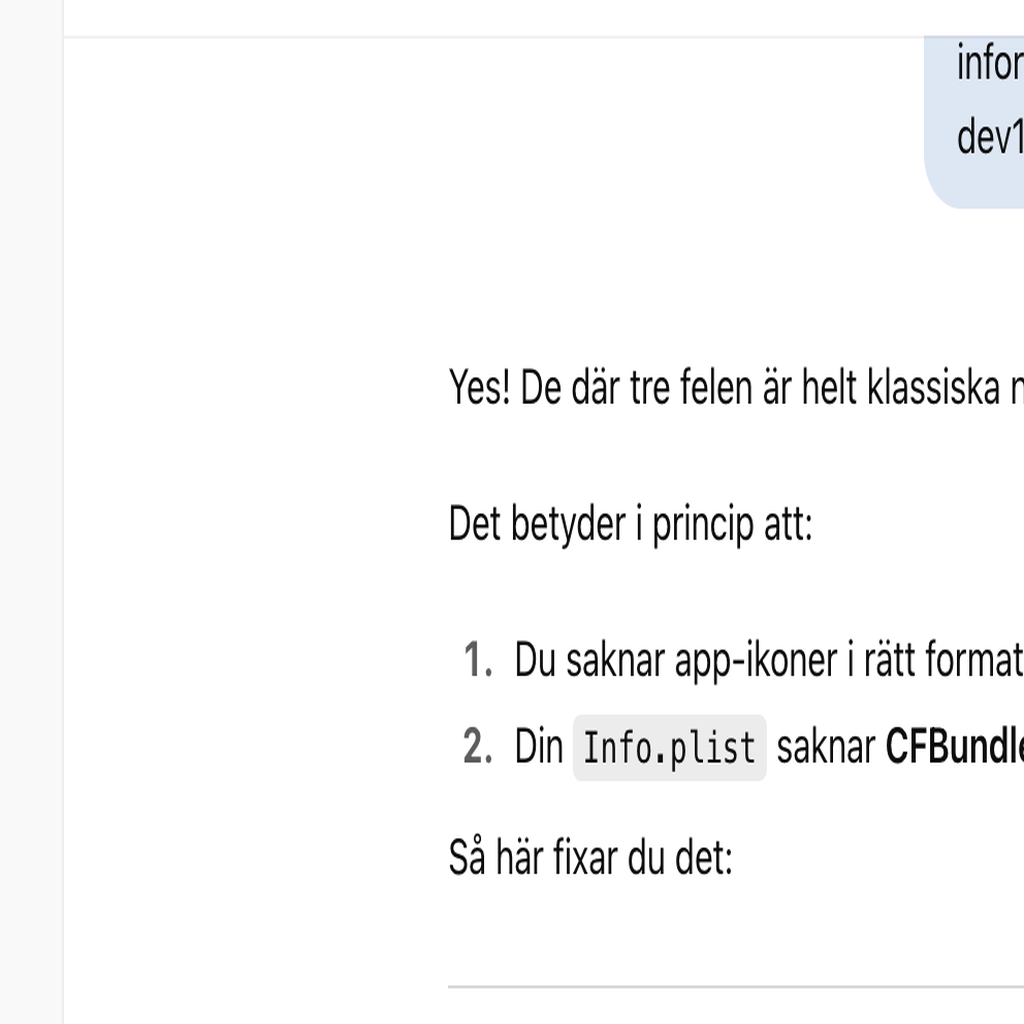 infor
dev1
Yes! De där tre felen är helt klassiska
Det betyder i princip att:
1. Du saknar app-ikoner i rätt format
2. Din Info.plist saknar CFBundle
Så här fixar du det: